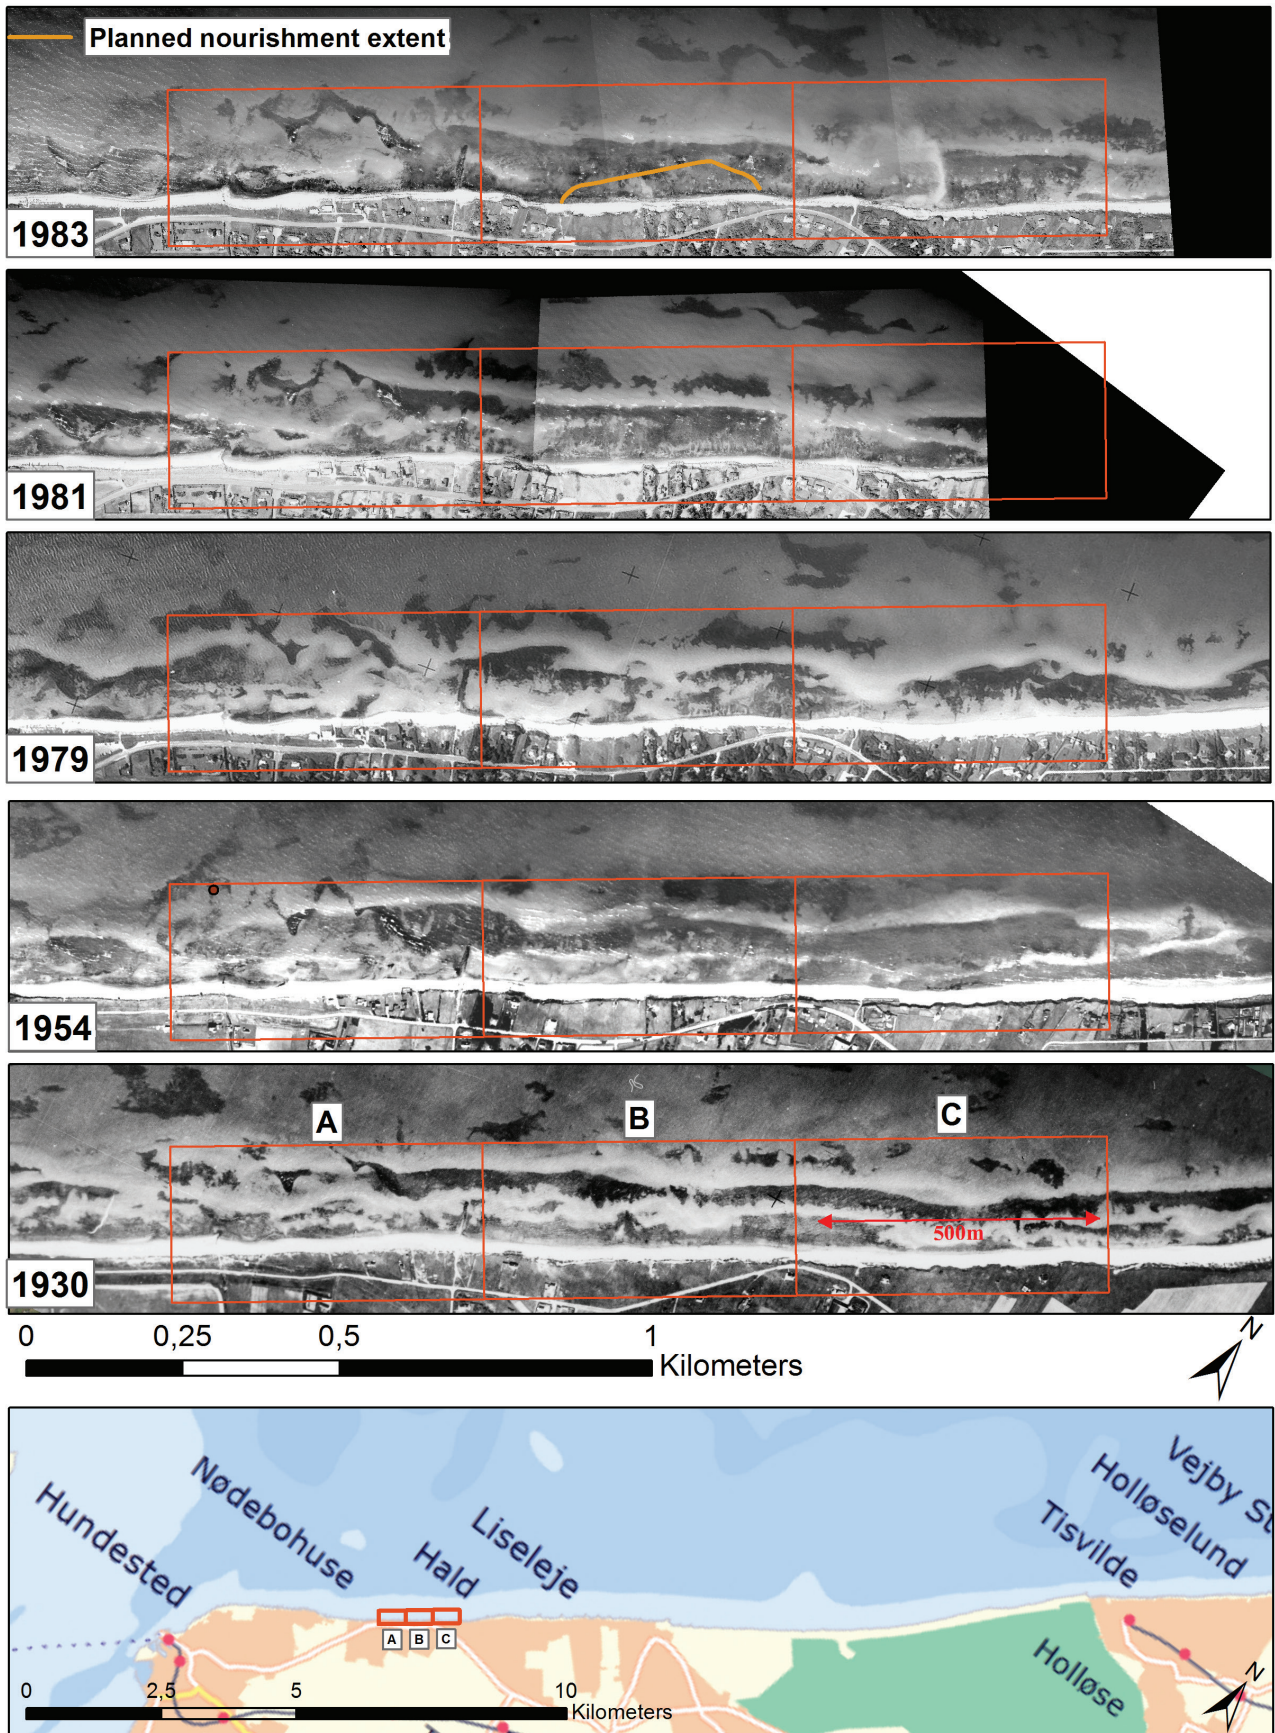 Planned nourishment extent
1983
1981
1979
1954
A
B
C
500m
1930
0 0,25 0,5 1
Kilometers
N
Hundested
Nødebohuse
Hald
Liseleje
Tisvilde
Holløselund
Vejby St
Holløse
A B C
0 2,5 5 10
Kilometers
N